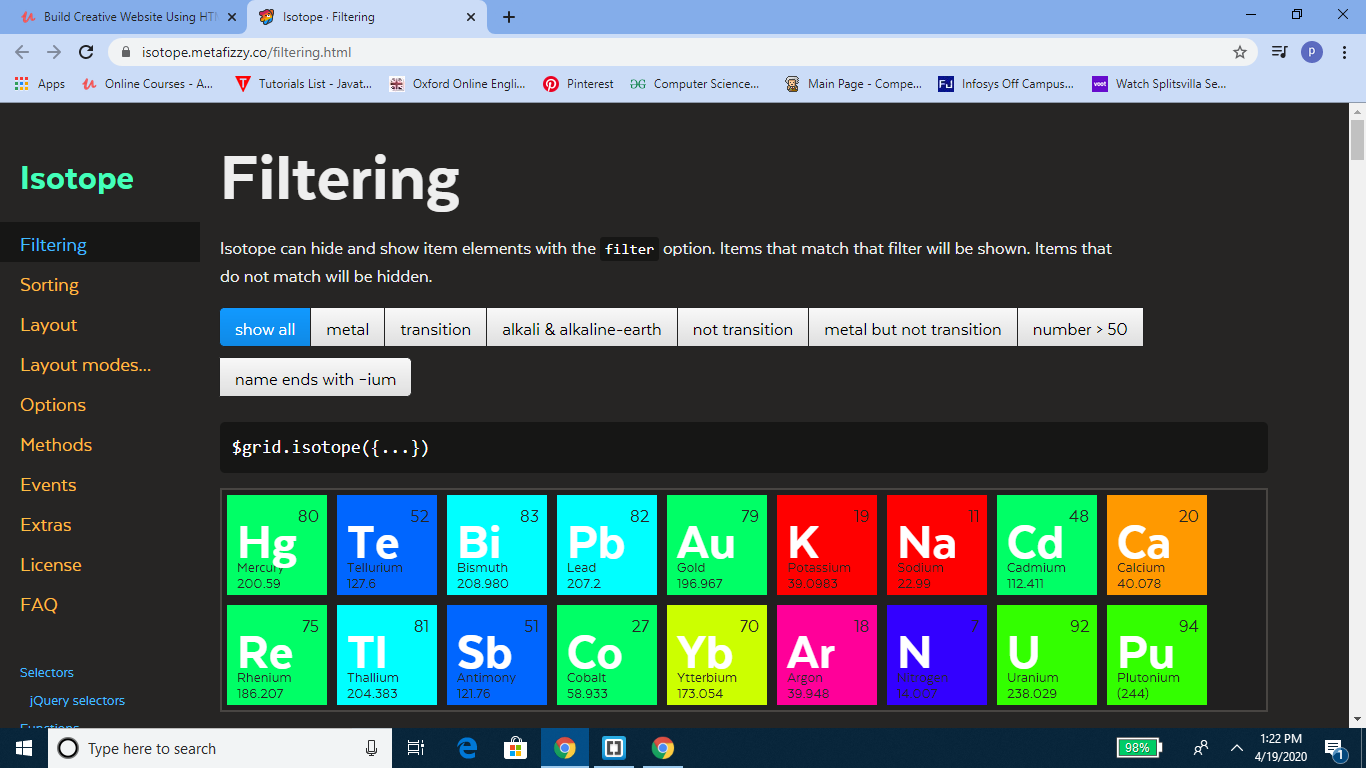 Build Creative Website Using HT
Isotope · Filtering
isotope.metafizzy.co/filtering.html
P
Apps
Online Courses - A...
Tutorials List - Javat...
Oxford Online Engli...
Pinterest
Computer Science...
Main Page - Compe...
Infosys Off Campus...
Watch Splitsvilla Se...
Isotope
Filtering
Sorting
Layout
Layout modes...
Options
Methods
Events
Extras
License
FAQ
Selectors
jQuery selectors
Functions
Filtering
Isotope can hide and show item elements with the filter option. Items that match that filter will be shown. Items that
do not match will be hidden.
show all
metal
transition
alkali & alkaline-earth
not transition
metal but not transition
number > 50
name ends with -ium
$grid.isotope({...})
80
Hg
Mercury
200.59
52
Te
Tellurium
127.6
83
Bi
Bismuth
208.980
82
Pb
Lead
207.2
79
Au
Gold
196.967
19
K
Potassium
39.0983
11
Na
Sodium
22.99
48
Cd
Cadmium
112.411
20
Ca
Calcium
40.078
75
Re
Rhenium
186.207
81
Tl
Thallium
204.383
51
Sb
Antimony
121.76
27
Co
Cobalt
58.933
70
Yb
Ytterbium
173.054
18
Ar
Argon
39.948
7
N
Nitrogen
14.007
92
U
Uranium
238.029
94
Pu
Plutonium
(244)
Type here to search
98%
1:22 PM
4/19/2020
1